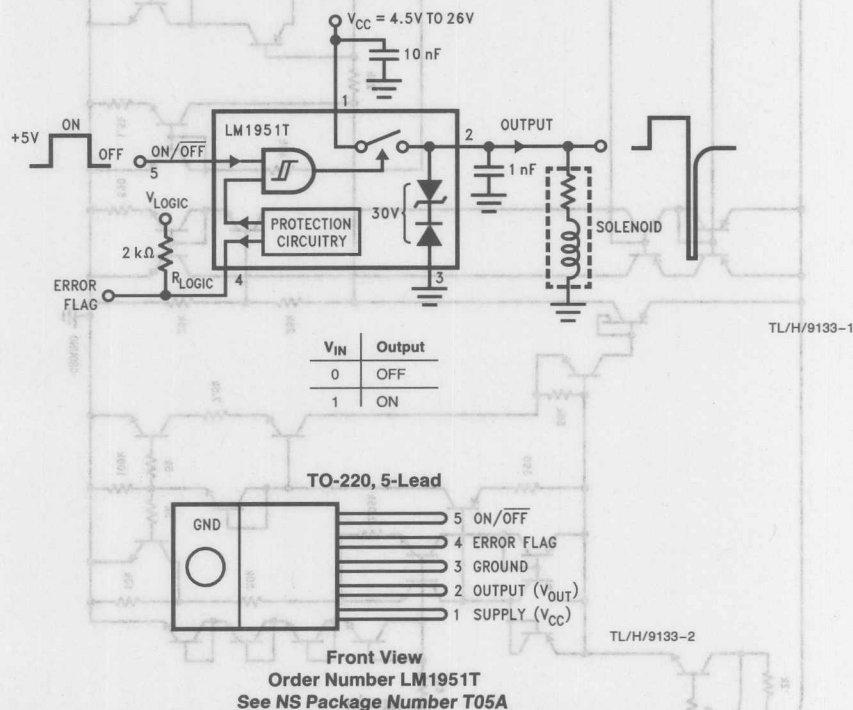 V_CC = 4.5V TO 26V
10 nF
1
LM1951T
2
OUTPUT
+5V
ON
OFF
ON/O̅F̅F̅
5
1 nF
V_LOGIC
30V
SOLENOID
PROTECTION
CIRCUITRY
2 kΩ
R_LOGIC
4
3
ERROR
FLAG
TL/H/9133-1
V_IN Output
0 OFF
1 ON
TO-220, 5-Lead
GND
5 ON/O̅F̅F̅
4 ERROR FLAG
3 GROUND
2 OUTPUT (V_OUT)
1 SUPPLY (V_CC)
TL/H/9133-2
Front View
Order Number LM1951T
See NS Package Number T05A